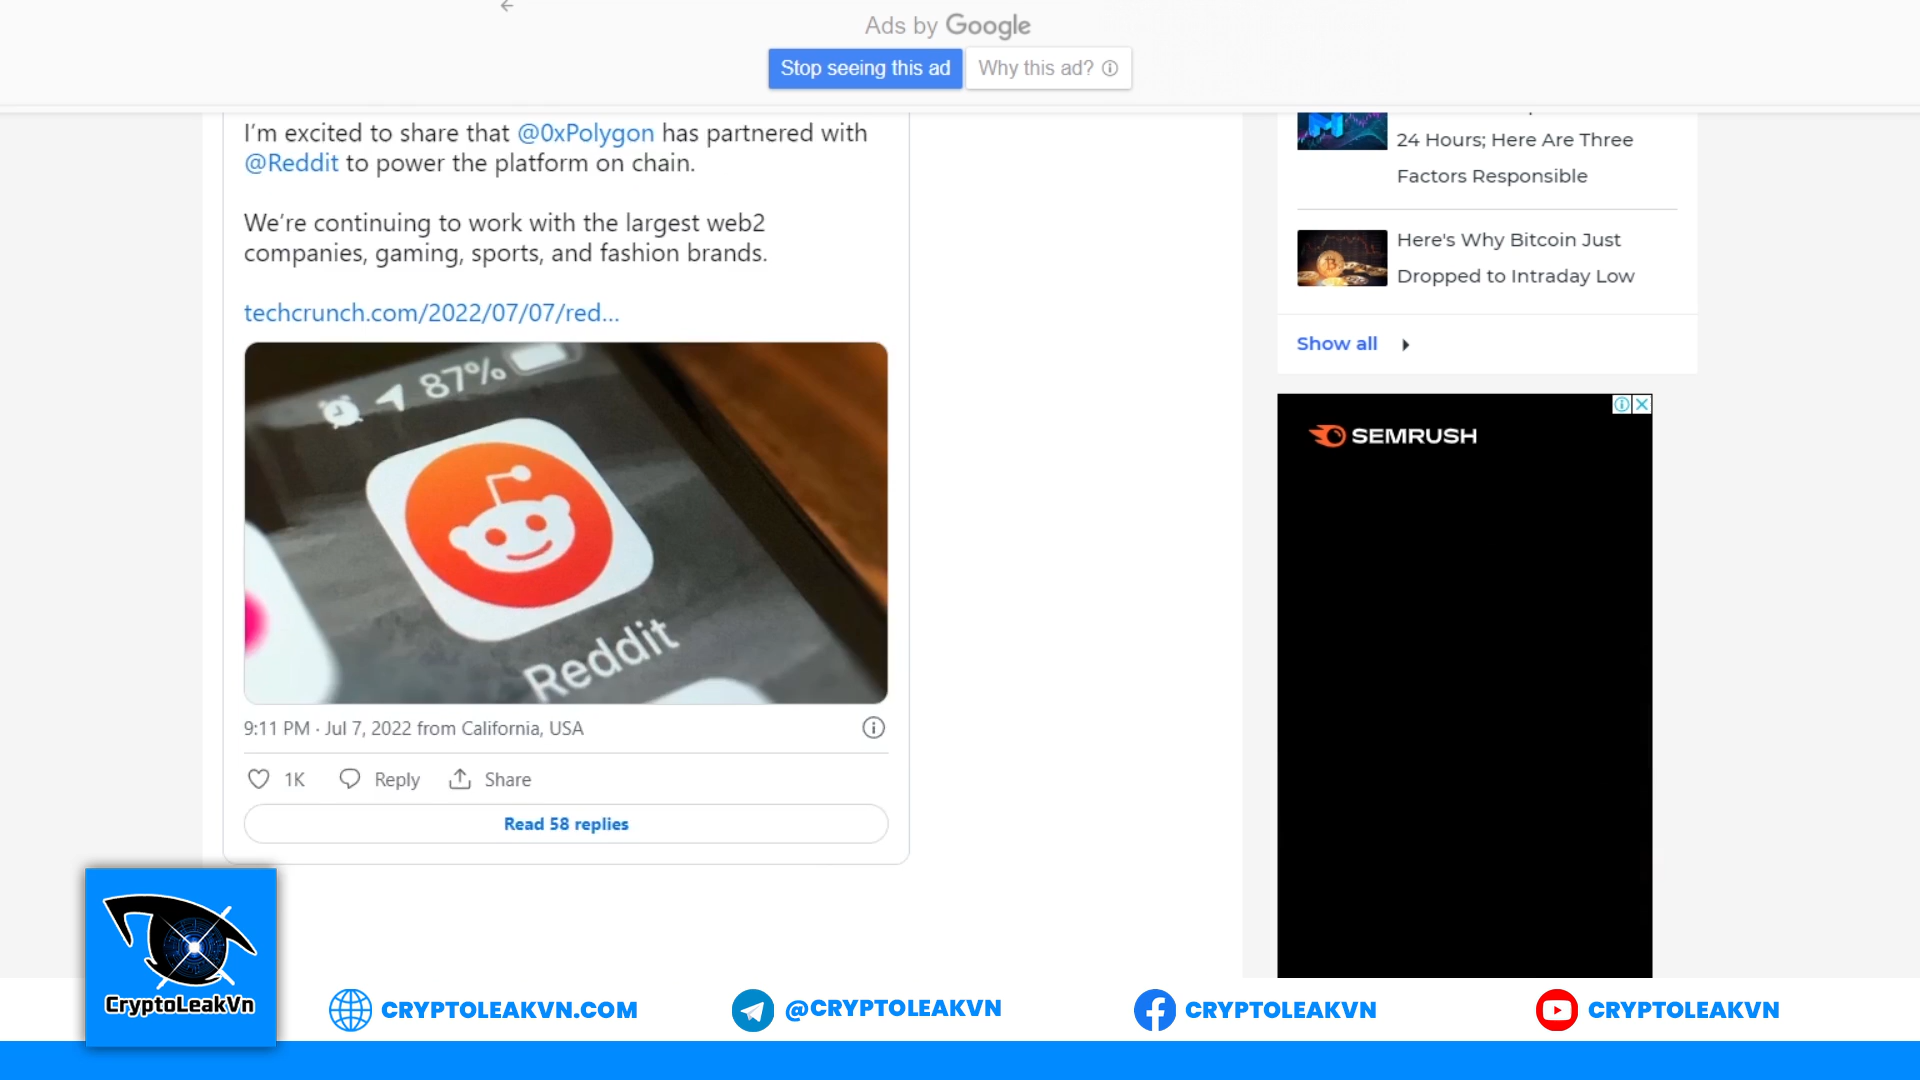 Ads by Google
Stop seeing this ad
Why this ad?
I'm excited to share that @0xPolygon has partnered with
@Reddit to power the platform on chain.
We're continuing to work with the largest web2
companies, gaming, sports, and fashion brands.
techcrunch.com/2022/07/07/red...
87%
Reddit
9:11 PM · Jul 7, 2022 from California, USA
1K
Reply
Share
Read 58 replies
24 Hours; Here Are Three
Factors Responsible
Here's Why Bitcoin Just
Dropped to Intraday Low
Show all
SEMRUSH
CryptoLeakVn
CRYPTOLEAKVN.COM
@CRYPTOLEAKVN
CRYPTOLEAKVN
CRYPTOLEAKVN